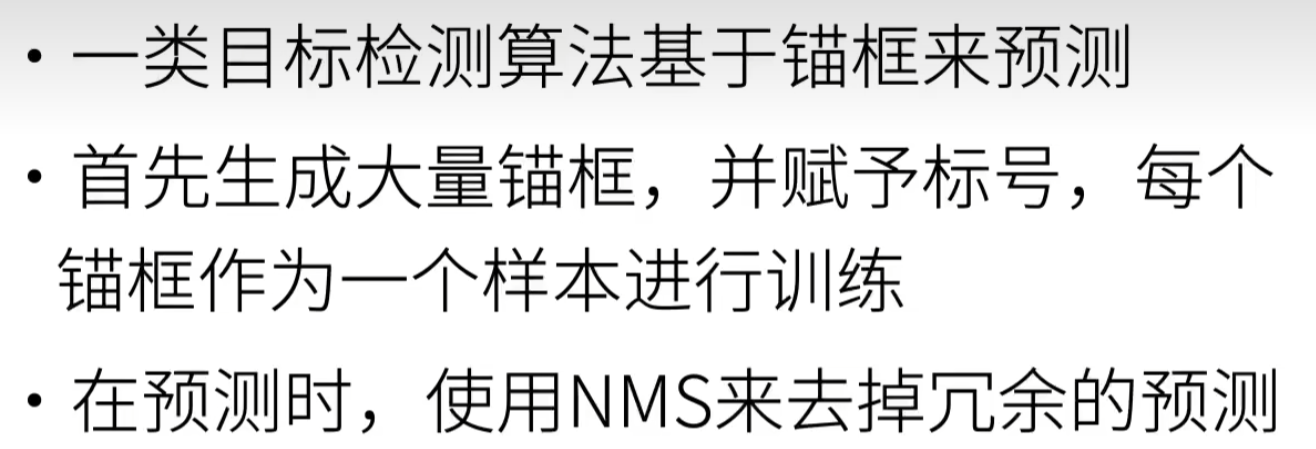 • 一类目标检测算法基于锚框来预测
• 首先生成大量锚框，并赋予标号，每个
锚框作为一个样本进行训练
• 在预测时，使用NMS来去掉冗余的预测